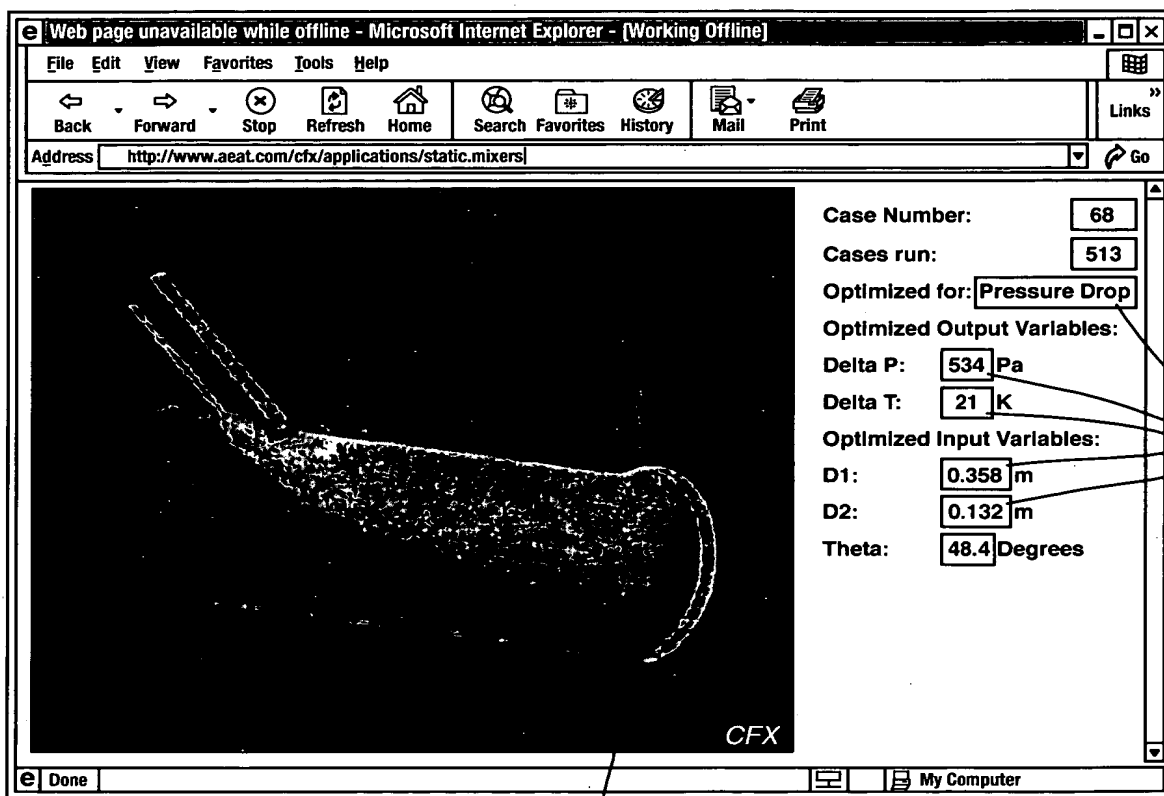 Web page unavailable while offline - Microsoft Internet Explorer - [Working Offline]
File Edit View Favorites Tools Help
Back Forward Stop Refresh Home Search Favorites History Mail Print Links »
Address http://www.aeat.com/cfx/applications/static.mixers Go
Case Number: 68
Cases run: 513
Optimized for: Pressure Drop
Optimized Output Variables:
Delta P: 534 Pa
Delta T: 21 K
Optimized Input Variables:
D1: 0.358 m
D2: 0.132 m
Theta: 48.4 Degrees
CFX
Done My Computer